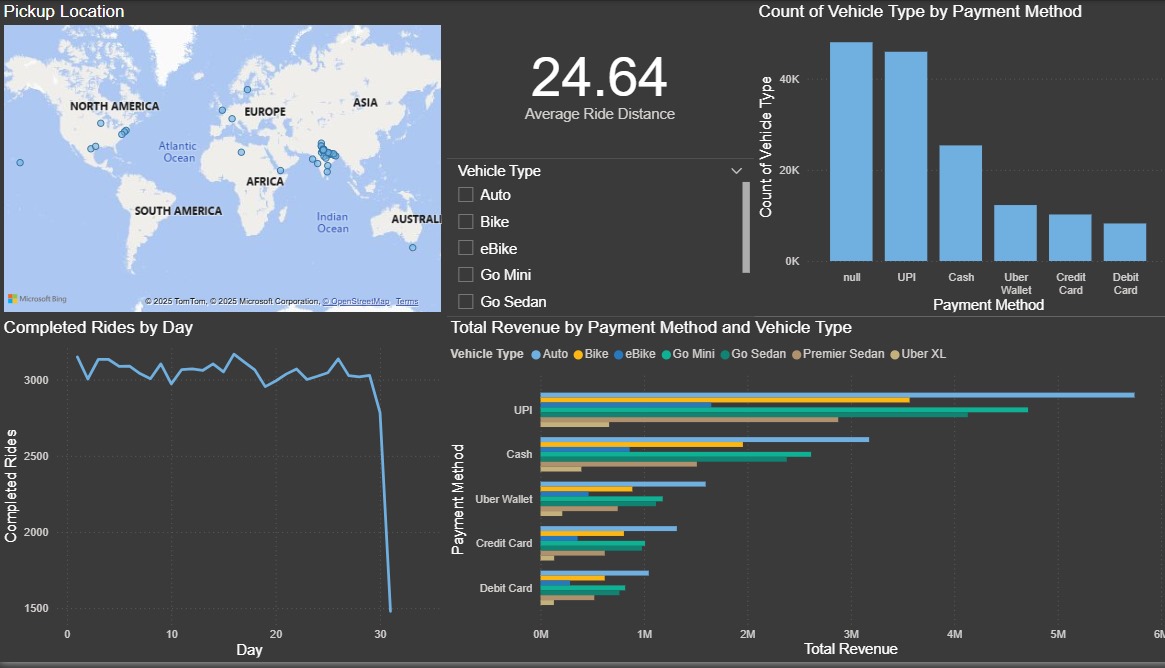 Pickup Location
NORTH AMERICA
EUROPE
ASIA
Atlantic
Ocean
AFRICA
SOUTH AMERICA
Indian
Ocean
AUSTRALI
Microsoft Bing
© 2025 TomTom, © 2025 Microsoft Corporation, © OpenStreetMap Terms
24.64
Average Ride Distance
Vehicle Type
Auto
Bike
eBike
Go Mini
Go Sedan
Count of Vehicle Type by Payment Method
Count of Vehicle Type
40K
20K
0K
null
UPI
Cash
Uber
Wallet
Credit
Card
Debit
Card
Payment Method
Completed Rides by Day
Completed Rides
3000
2500
2000
1500
0
10
20
30
Day
Total Revenue by Payment Method and Vehicle Type
Vehicle Type Auto Bike eBike Go Mini Go Sedan Premier Sedan Uber XL
Payment Method
UPI
Cash
Uber Wallet
Credit Card
Debit Card
0M
1M
2M
3M
4M
5M
6M
Total Revenue